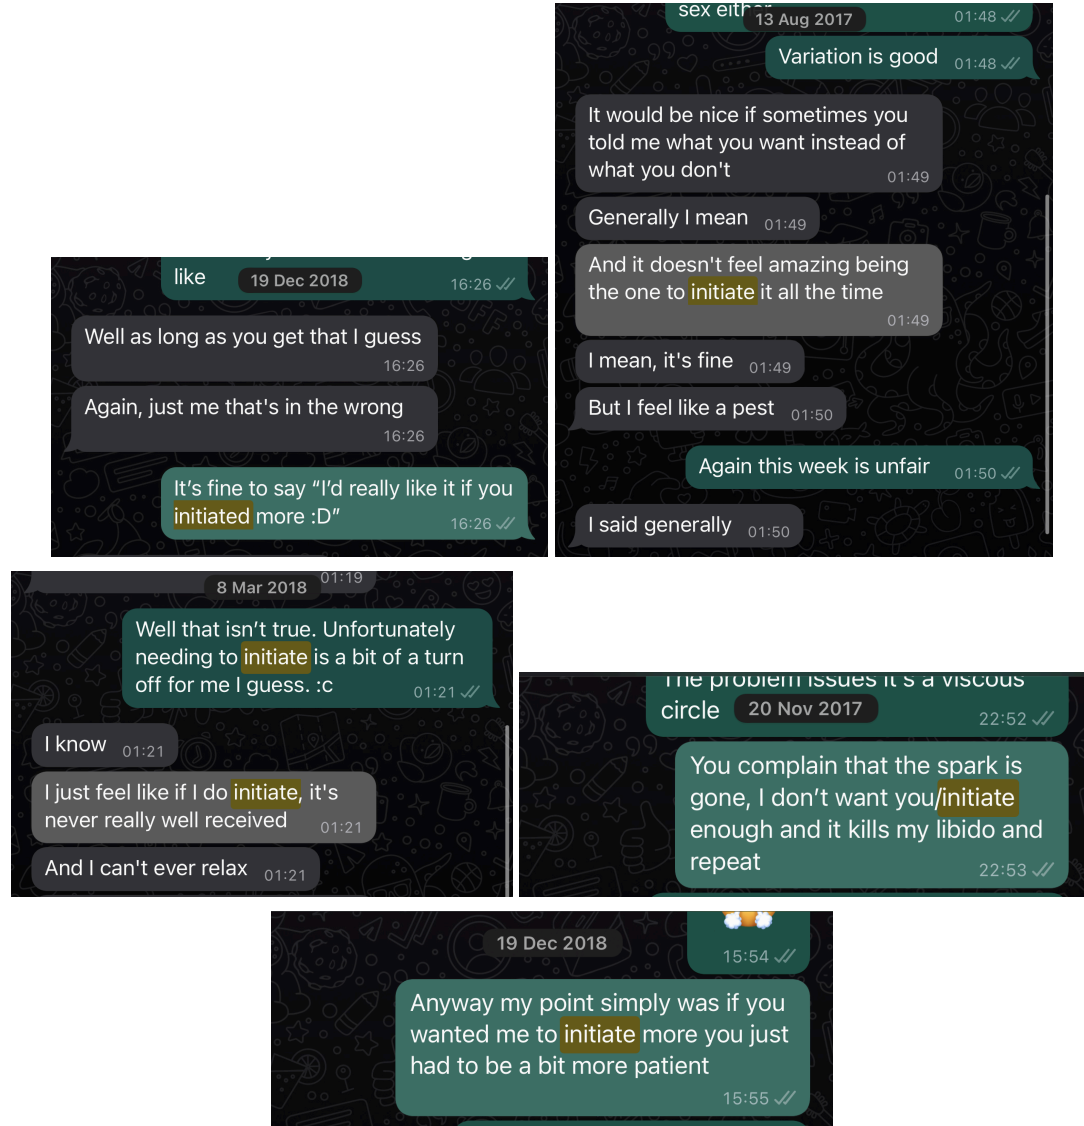 like
19 Dec 2018
16:26
Well as long as you get that I guess
16:26
Again, just me that's in the wrong
16:26
It's fine to say “I'd really like it if you
initiated more :D”
16:26
sex either
13 Aug 2017
01:48
Variation is good 01:48
It would be nice if sometimes you
told me what you want instead of
what you don't
01:49
Generally I mean 01:49
And it doesn't feel amazing being
the one to initiate it all the time
01:49
I mean, it's fine 01:49
But I feel like a pest 01:50
Again this week is unfair 01:50
I said generally 01:50
01:19
8 Mar 2018
Well that isn't true. Unfortunately
needing to initiate is a bit of a turn
off for me I guess. :c 01:21
I know 01:21
I just feel like if I do initiate, it's
never really well received 01:21
And I can't ever relax 01:21
The problem issues it's a viscous
circle 20 Nov 2017 22:52
You complain that the spark is
gone, I don't want you/initiate
enough and it kills my libido and
repeat 22:53
19 Dec 2018
15:54
Anyway my point simply was if you
wanted me to initiate more you just
had to be a bit more patient
15:55